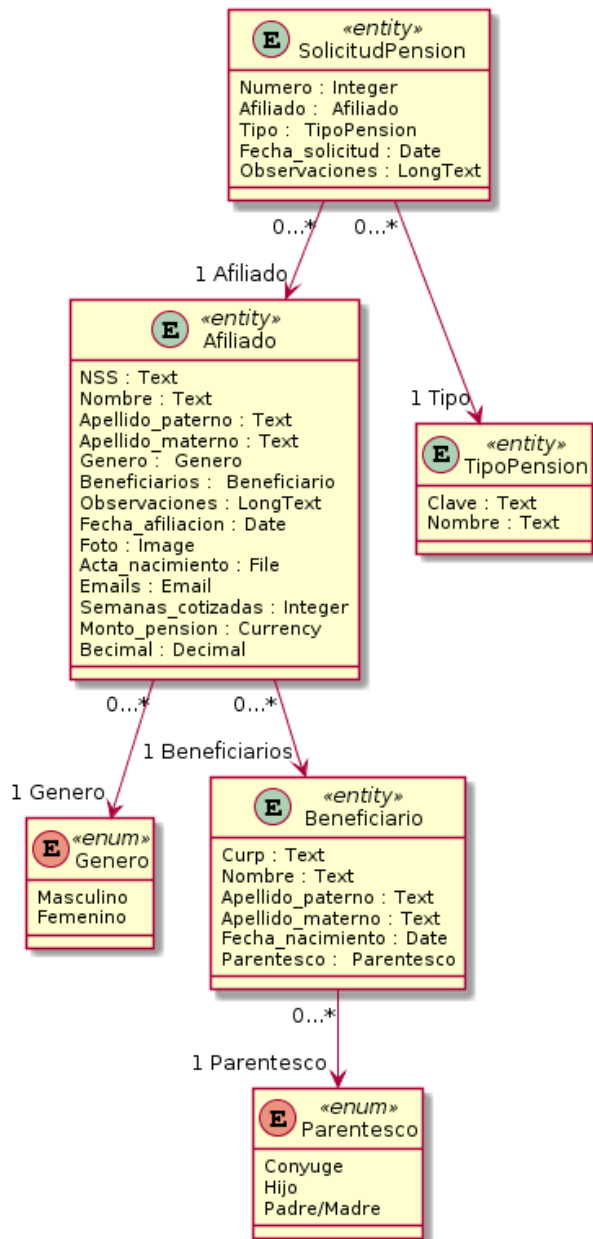 E «entity»
SolicitudPension
Numero : Integer
Afiliado :  Afiliado
Tipo :  TipoPension
Fecha_solicitud : Date
Observaciones : LongText
0...* 0...*
1 Afiliado
1 Tipo
E «entity»
Afiliado
NSS : Text
Nombre : Text
Apellido_paterno : Text
Apellido_materno : Text
Genero :  Genero
Beneficiarios :  Beneficiario
Observaciones : LongText
Fecha_afiliacion : Date
Foto : Image
Acta_nacimiento : File
Emails : Email
Semanas_cotizadas : Integer
Monto_pension : Currency
Becimal : Decimal
E «entity»
TipoPension
Clave : Text
Nombre : Text
0...* 0...*
1 Genero
1 Beneficiarios
E «enum»
Genero
Masculino
Femenino
E «entity»
Beneficiario
Curp : Text
Nombre : Text
Apellido_paterno : Text
Apellido_materno : Text
Fecha_nacimiento : Date
Parentesco :  Parentesco
0...*
1 Parentesco
E «enum»
Parentesco
Conyuge
Hijo
Padre/Madre